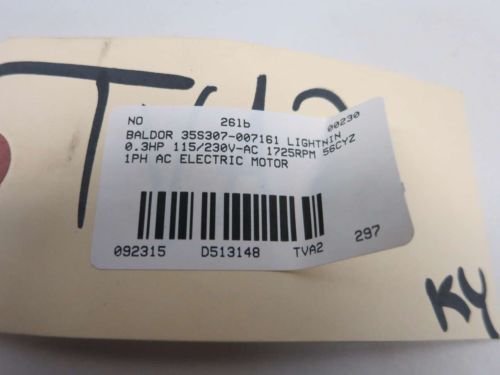 NO 26lb 00230
BALDOR 35S307-007161 LIGHTNIN
0.3HP 115/230V-AC 1725RPM 56CYZ
1PH AC ELECTRIC MOTOR
092315 D513148 TVA2 297
KY